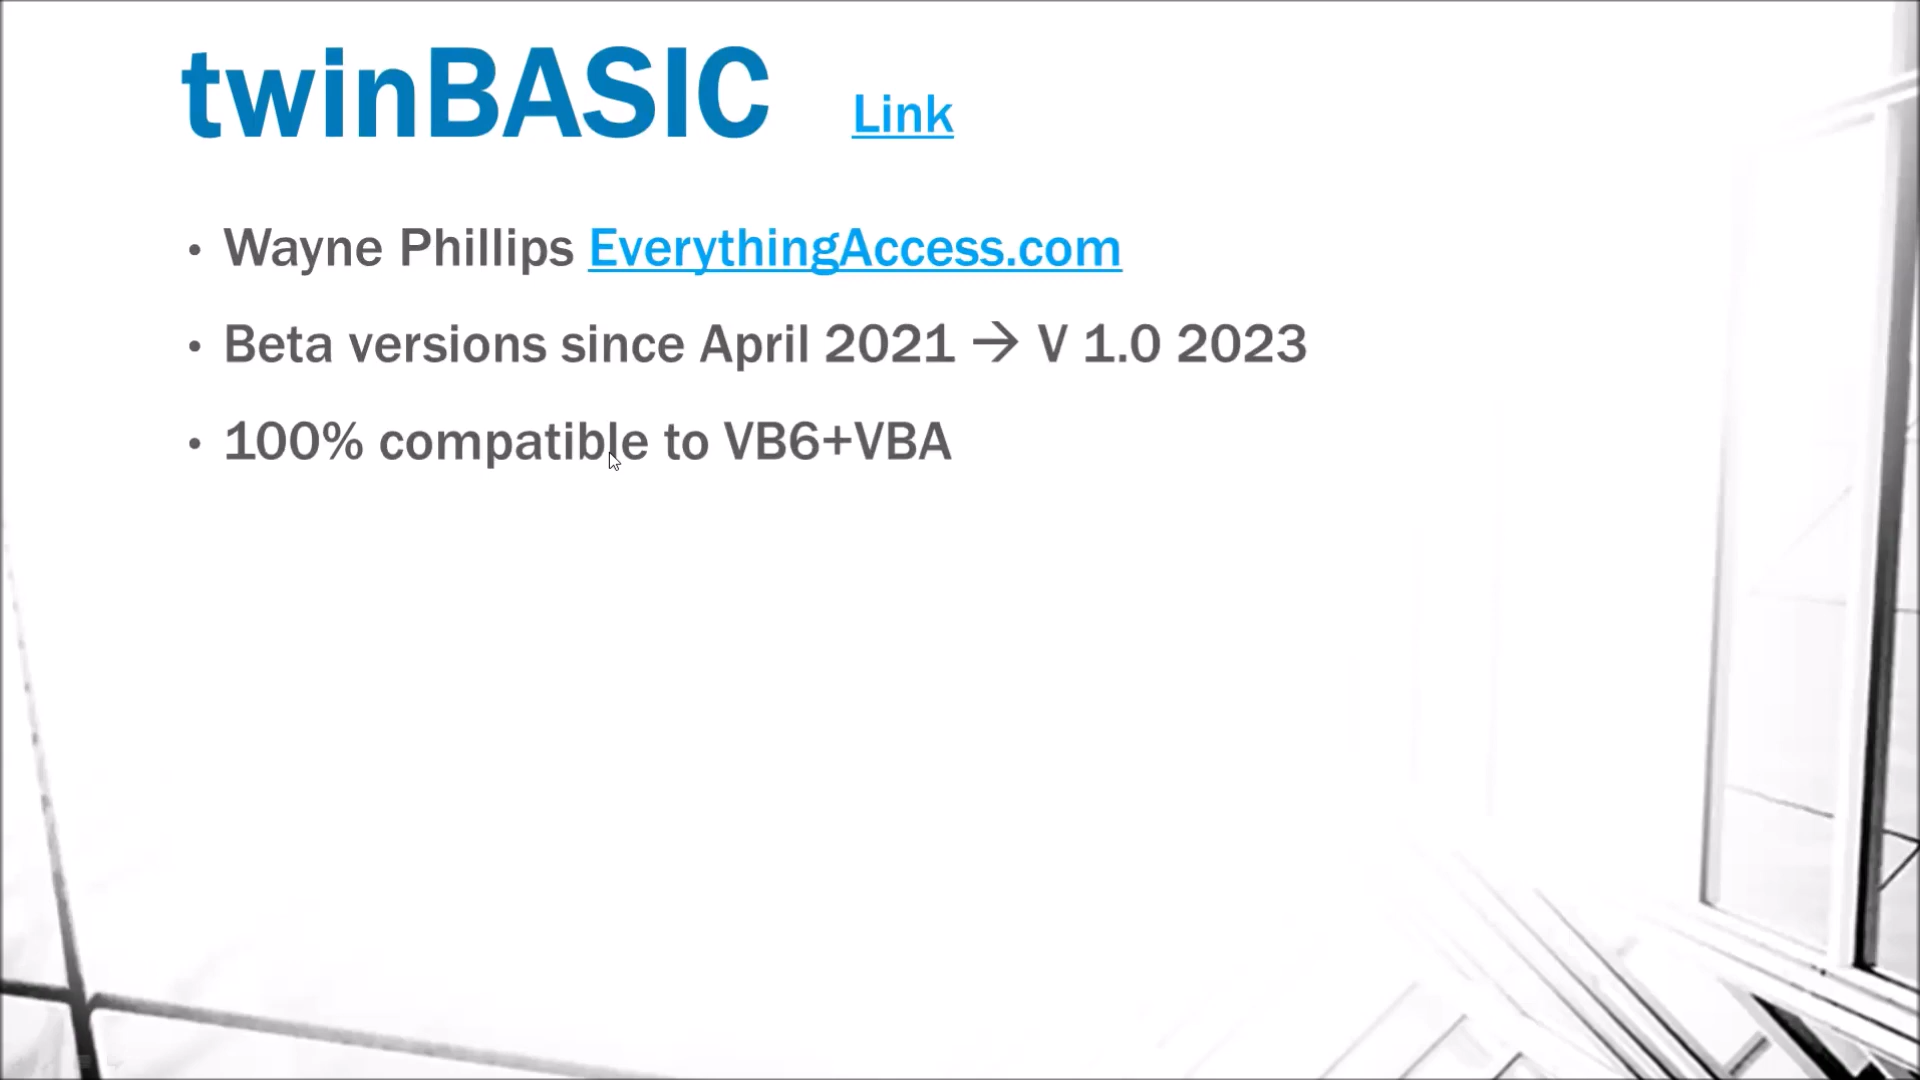 twinBASIC Link
• Wayne Phillips EverythingAccess.com
• Beta versions since April 2021 → V 1.0 2023
• 100% compatible to VB6+VBA